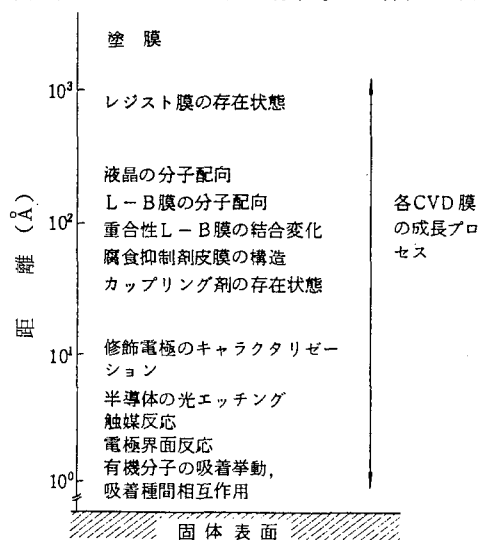 塗膜
10³
レジスト膜の存在状態
液晶の分子配向
L－B膜の分子配向
10²
重合性L－B膜の結合変化
腐食抑制剤皮膜の構造
カップリング剤の存在状態
各CVD膜
の成長プロ
セス
距離 (Å)
修飾電極のキャラクタリゼー
10¹
ション
半導体の光エッチング
触媒反応
電極界面反応
有機分子の吸着挙動,
10⁰
吸着種間相互作用
固体表面